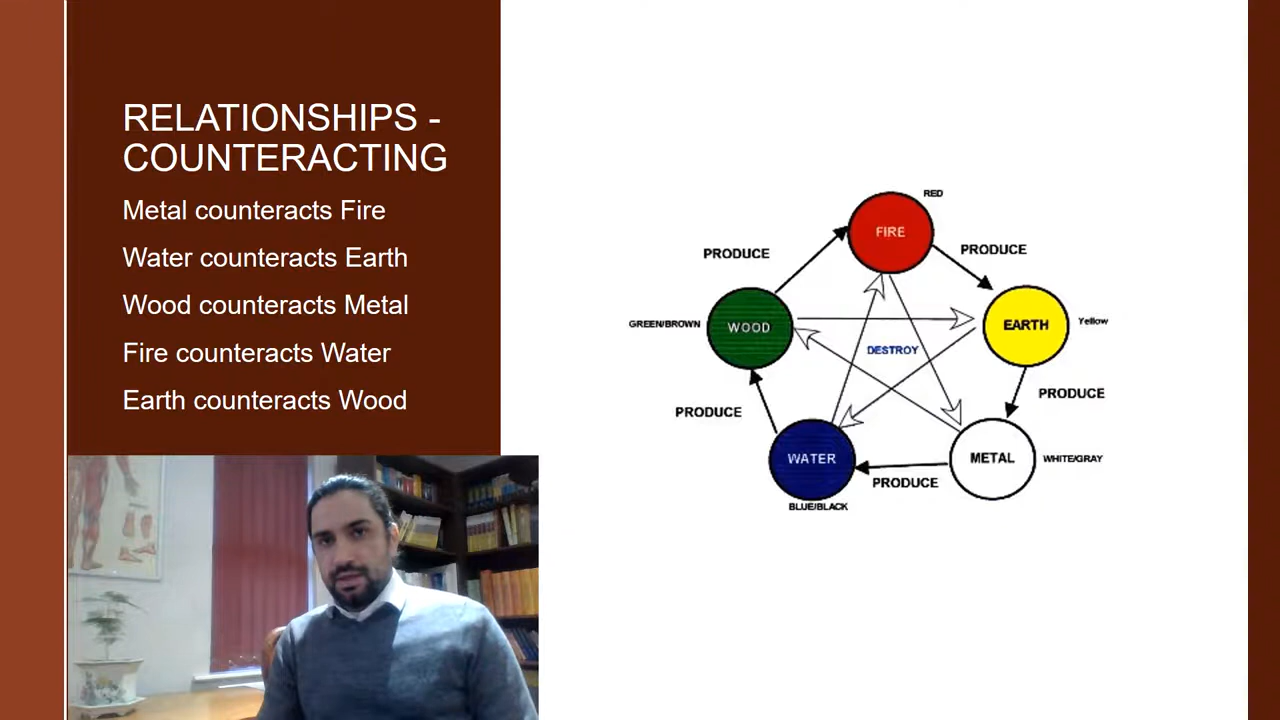 RELATIONSHIPS -
COUNTERACTING
Metal counteracts Fire
Water counteracts Earth
Wood counteracts Metal
Fire counteracts Water
Earth counteracts Wood
RED
FIRE
PRODUCE
PRODUCE
GREEN/BROWN
WOOD
EARTH
Yellow
DESTROY
PRODUCE
PRODUCE
WATER
METAL
WHITE/GRAY
PRODUCE
BLUE/BLACK